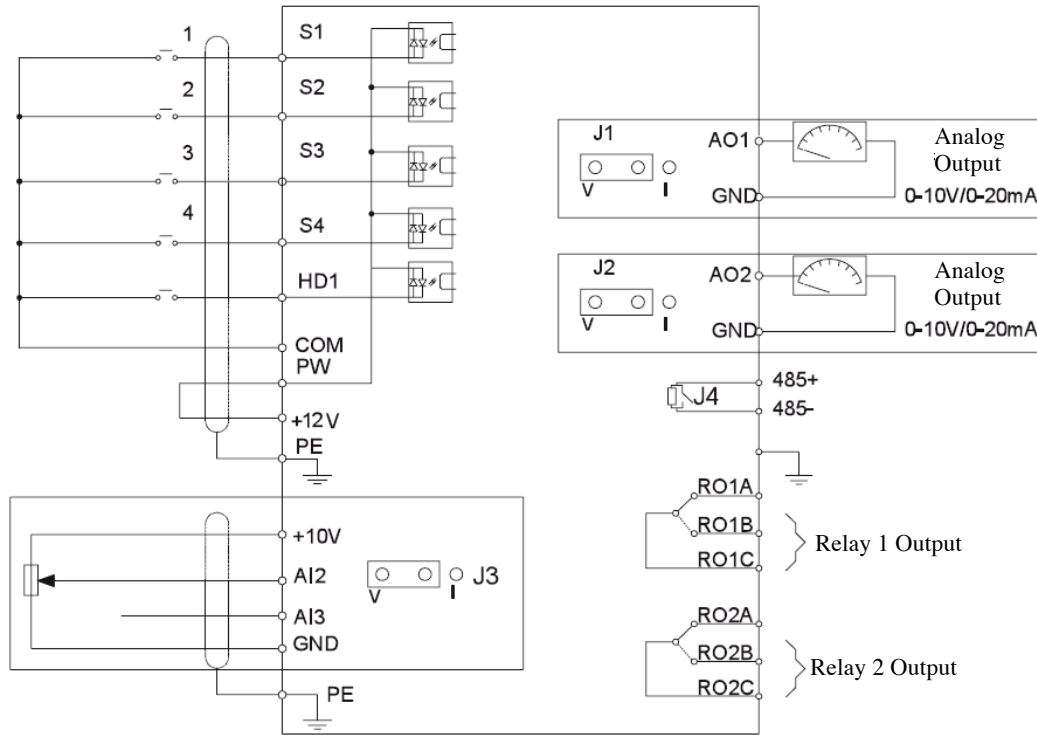 1
S1
2
S2
3
S3
4
S4
HD1
COM
PW
+12V
PE
+10V
AI2
AI3
GND
PE
V
I
J3
J1
V
I
AO1
GND
Analog
Output
0-10V/0-20mA
J2
V
I
AO2
GND
Analog
Output
0-10V/0-20mA
J4
485+
485-
RO1A
RO1B
RO1C
Relay 1 Output
RO2A
RO2B
RO2C
Relay 2 Output